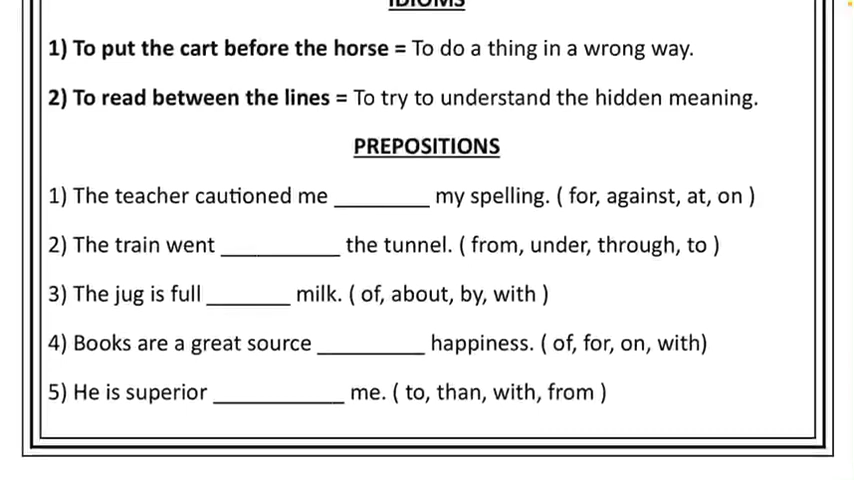 IDIOMS
1) To put the cart before the horse = To do a thing in a wrong way.
2) To read between the lines = To try to understand the hidden meaning.
PREPOSITIONS
1) The teacher cautioned me ________ my spelling. ( for, against, at, on )
2) The train went __________ the tunnel. ( from, under, through, to )
3) The jug is full _______ milk. ( of, about, by, with )
4) Books are a great source _________ happiness. ( of, for, on, with)
5) He is superior ___________ me. ( to, than, with, from )